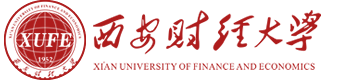 XUFE
1952
西安财经大学
XI'AN UNIVERSITY OF FINANCE AND ECONOMICS